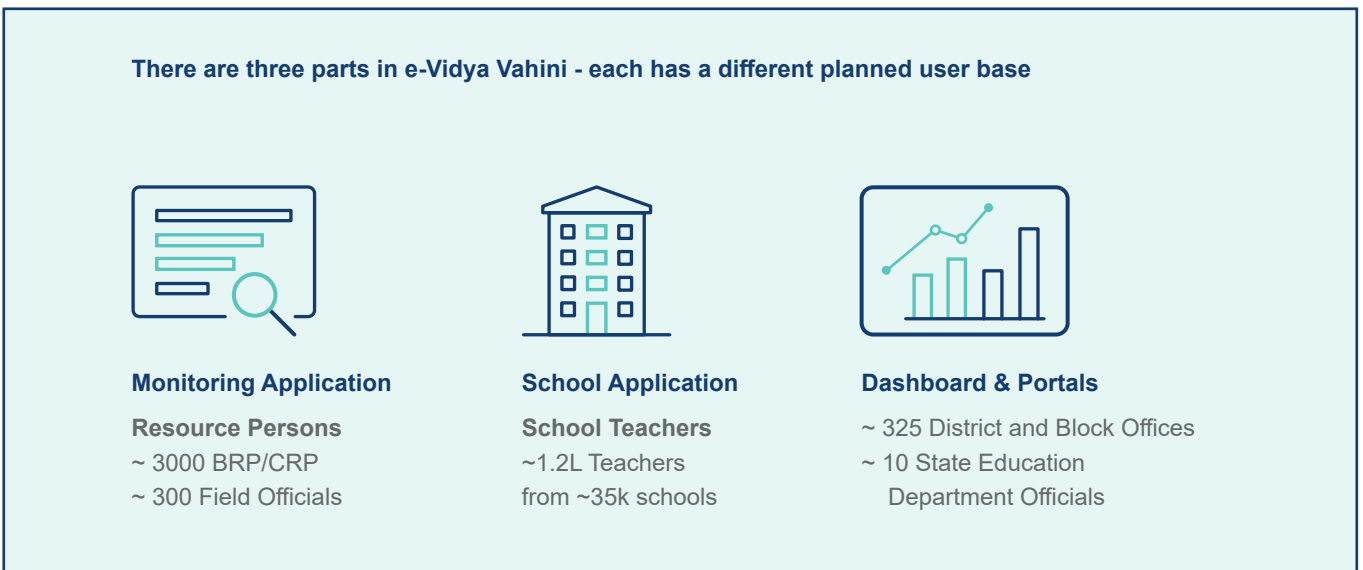 There are three parts in e-Vidya Vahini - each has a different planned user base
Monitoring Application
Resource Persons
~ 3000 BRP/CRP
~ 300 Field Officials
School Application
School Teachers
~1.2L Teachers
from ~35k schools
Dashboard & Portals
~ 325 District and Block Offices
~ 10 State Education
Department Officials